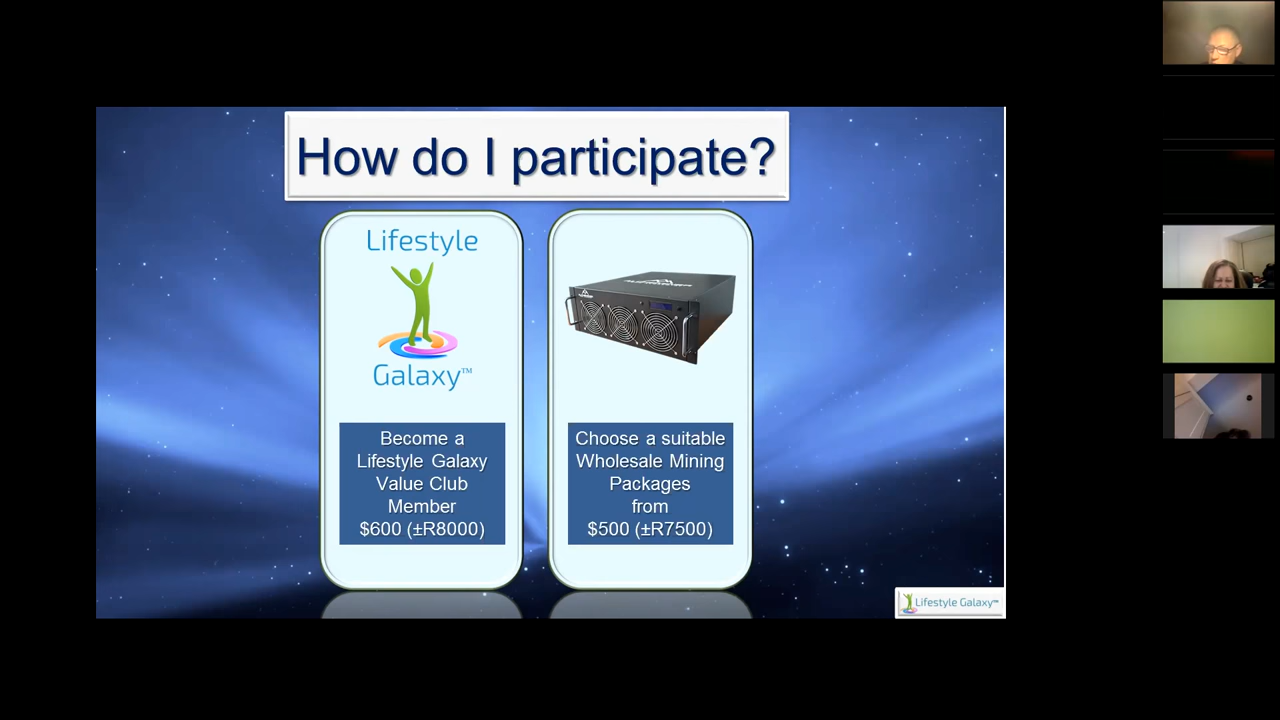 How do I participate?
Lifestyle
Galaxy™
Become a
Lifestyle Galaxy
Value Club
Member
$600 (±R8000)
Choose a suitable
Wholesale Mining
Packages
from
$500 (±R7500)
Lifestyle Galaxy™